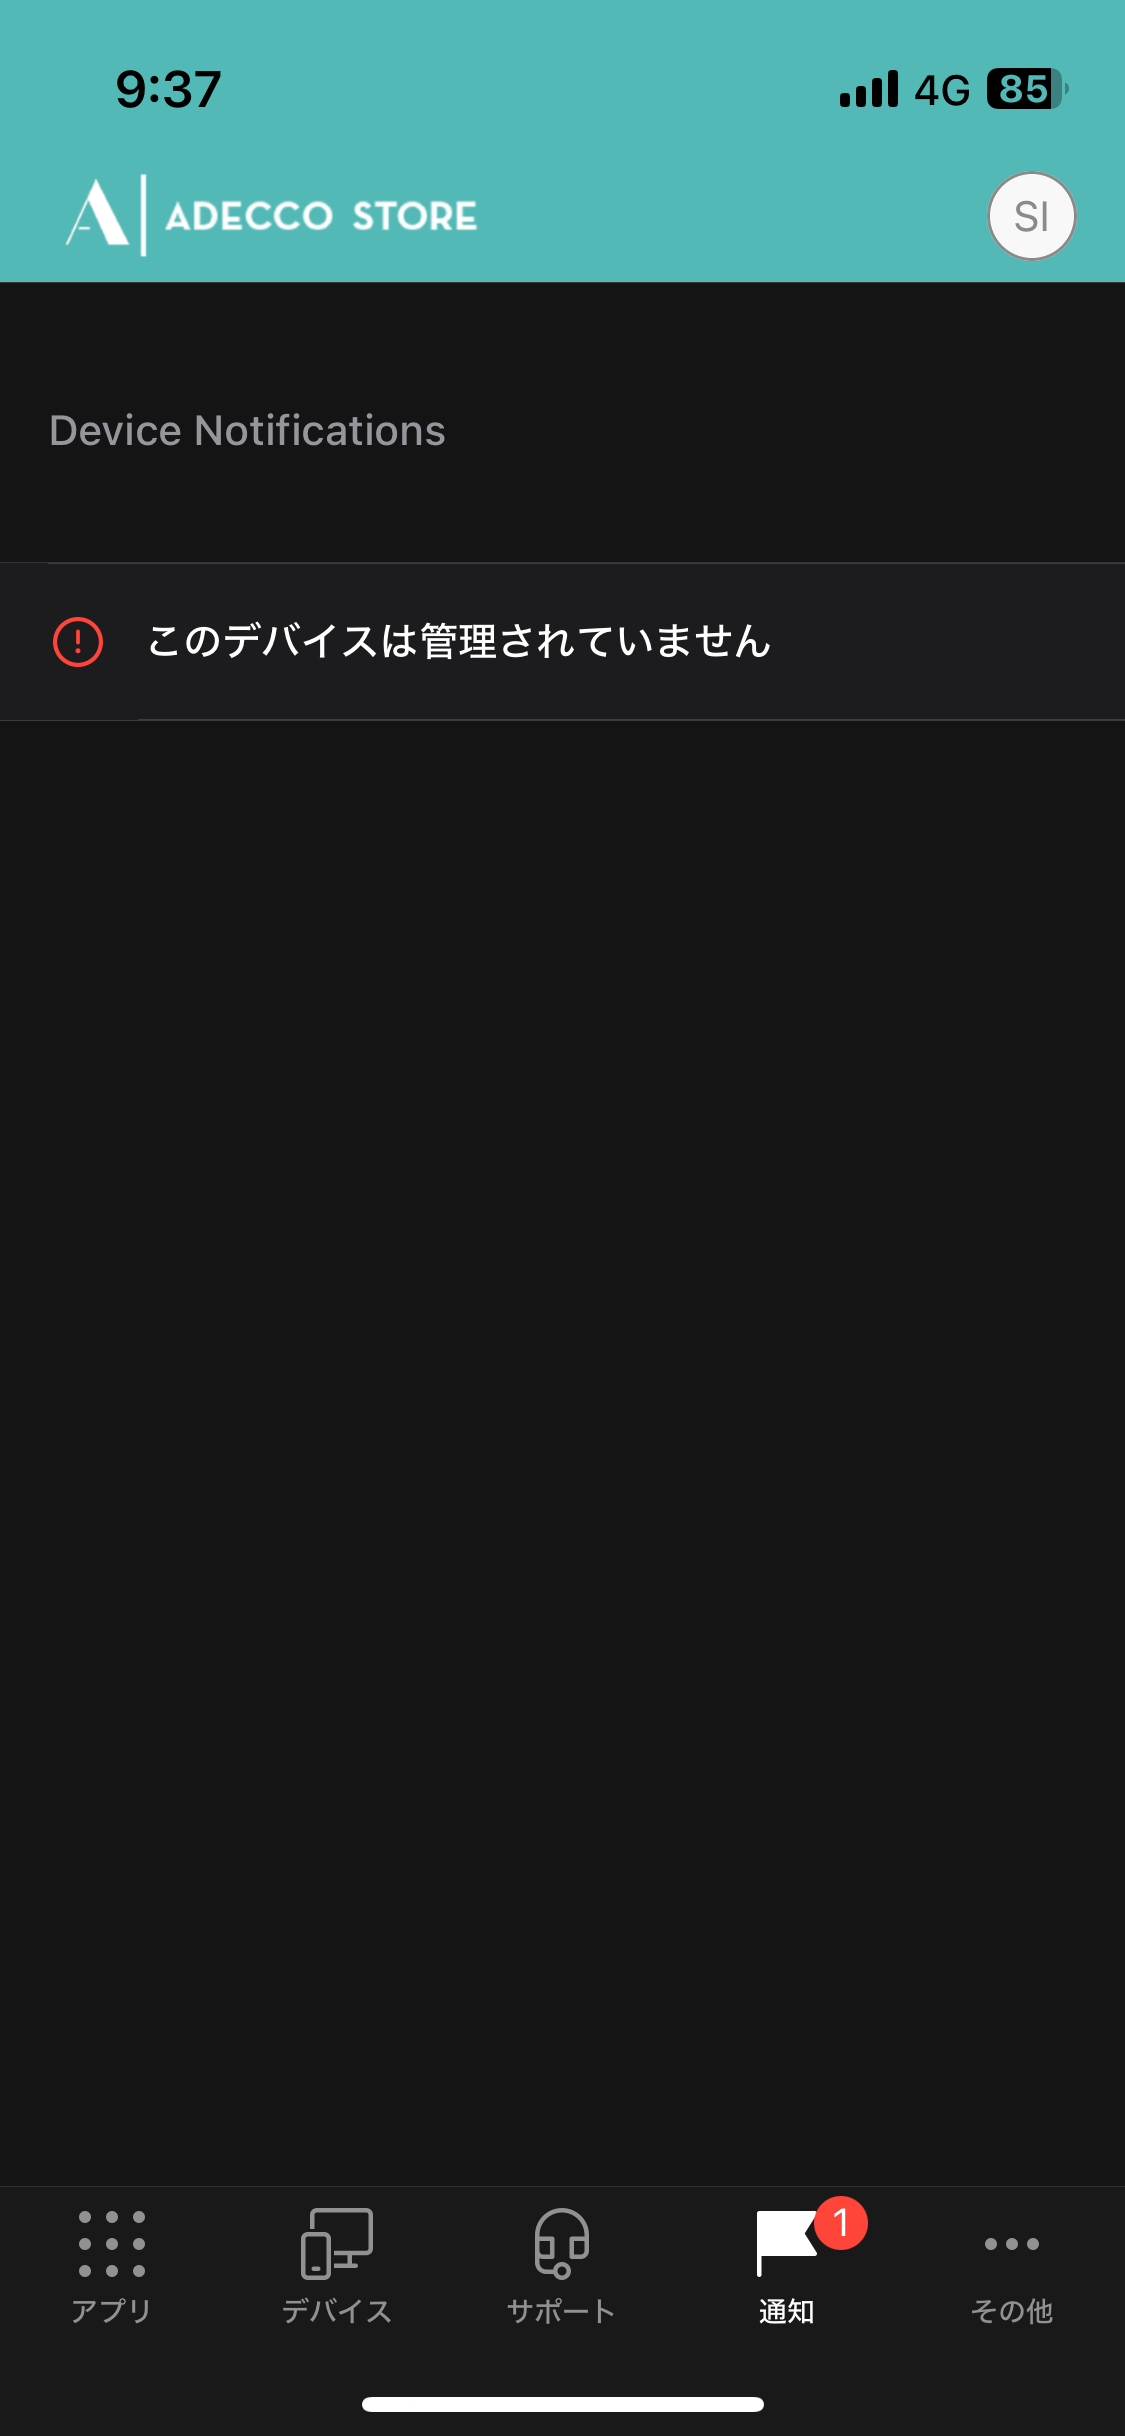 9:37
4G 85
A ADECCO STORE
SI
Device Notifications
このデバイスは管理されていません
1
アプリ
デバイス
サポート
通知
その他